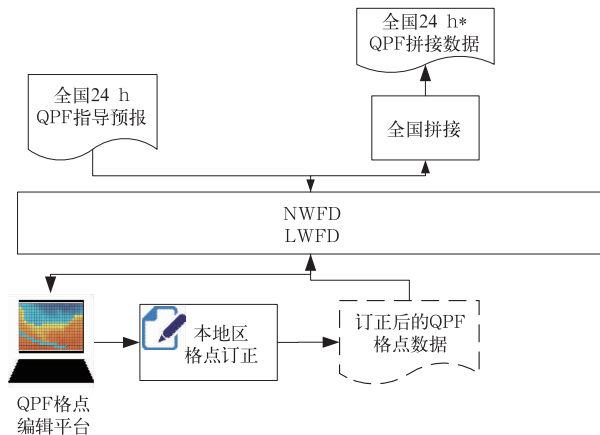 全国24 h*
QPF拼接数据
全国24 h
QPF指导预报
全国拼接
NWFD
LWFD
本地区
格点订正
订正后的QPF
格点数据
QPF格点
编辑平台